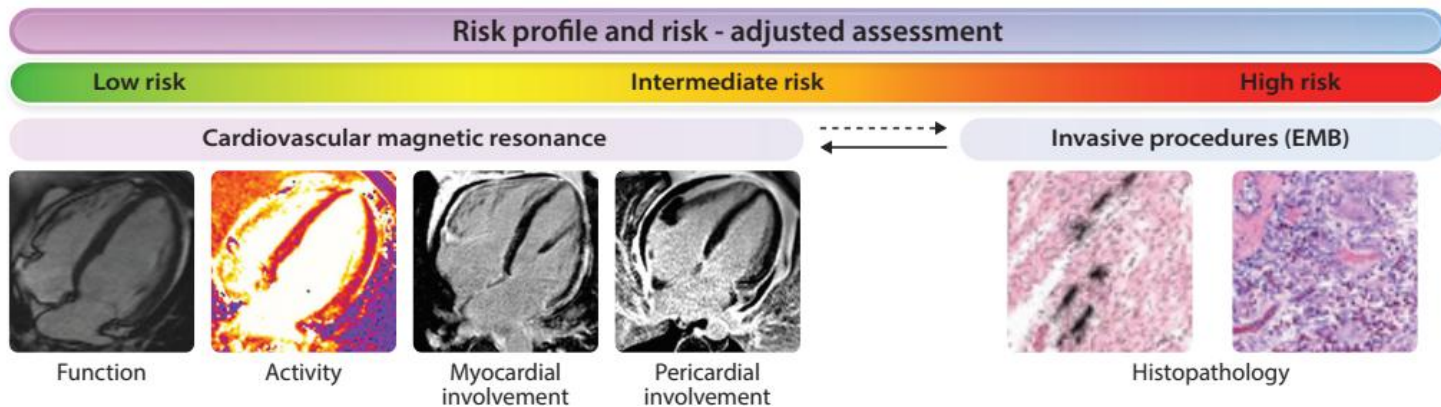 Risk profile and risk - adjusted assessment
Low risk
Intermediate risk
High risk
Cardiovascular magnetic resonance
Invasive procedures (EMB)
Function
Activity
Myocardial
involvement
Pericardial
involvement
Histopathology